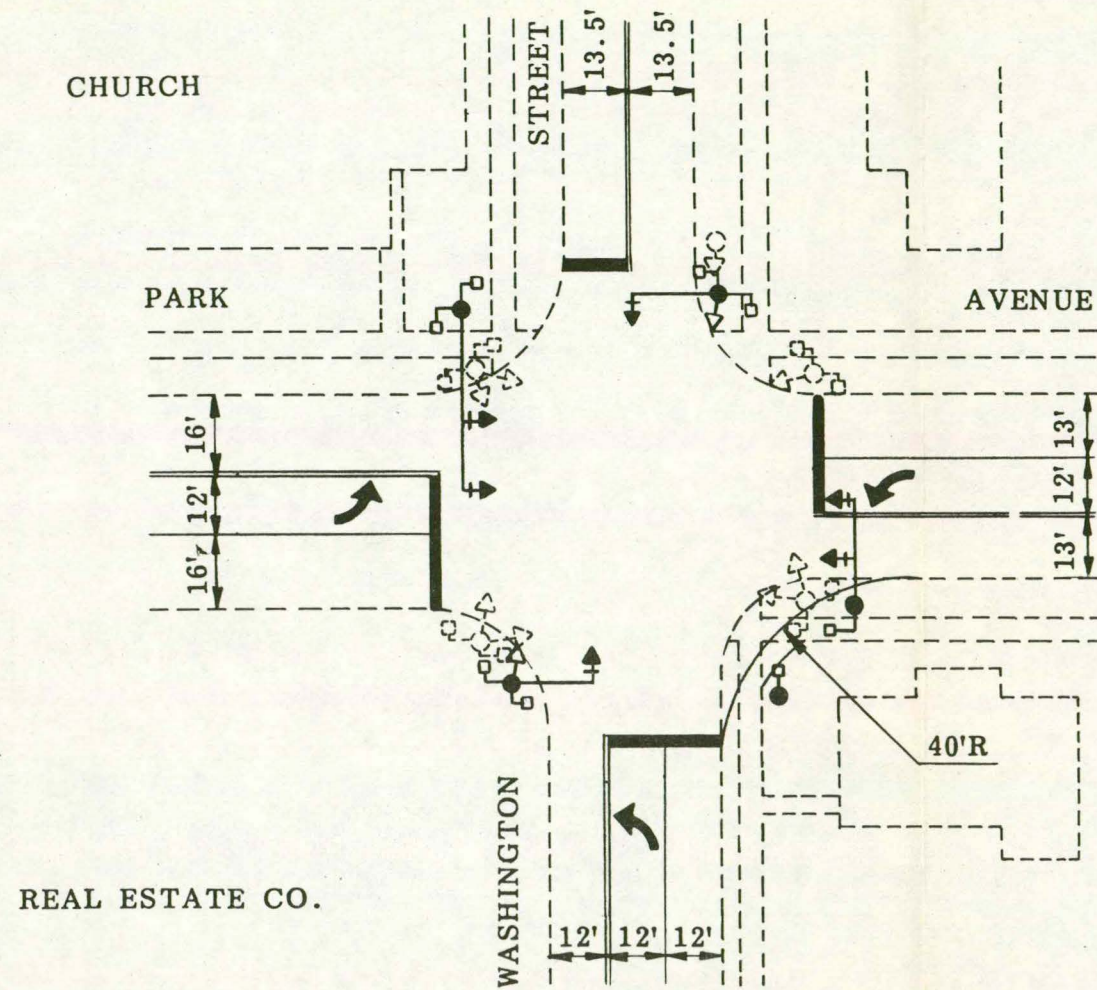 CHURCH
STREET
13.5'
13.5'
PARK
AVENUE
16'
12'
16'
13'
12'
13'
40'R
WASHINGTON
REAL ESTATE CO.
12'
12'
12'